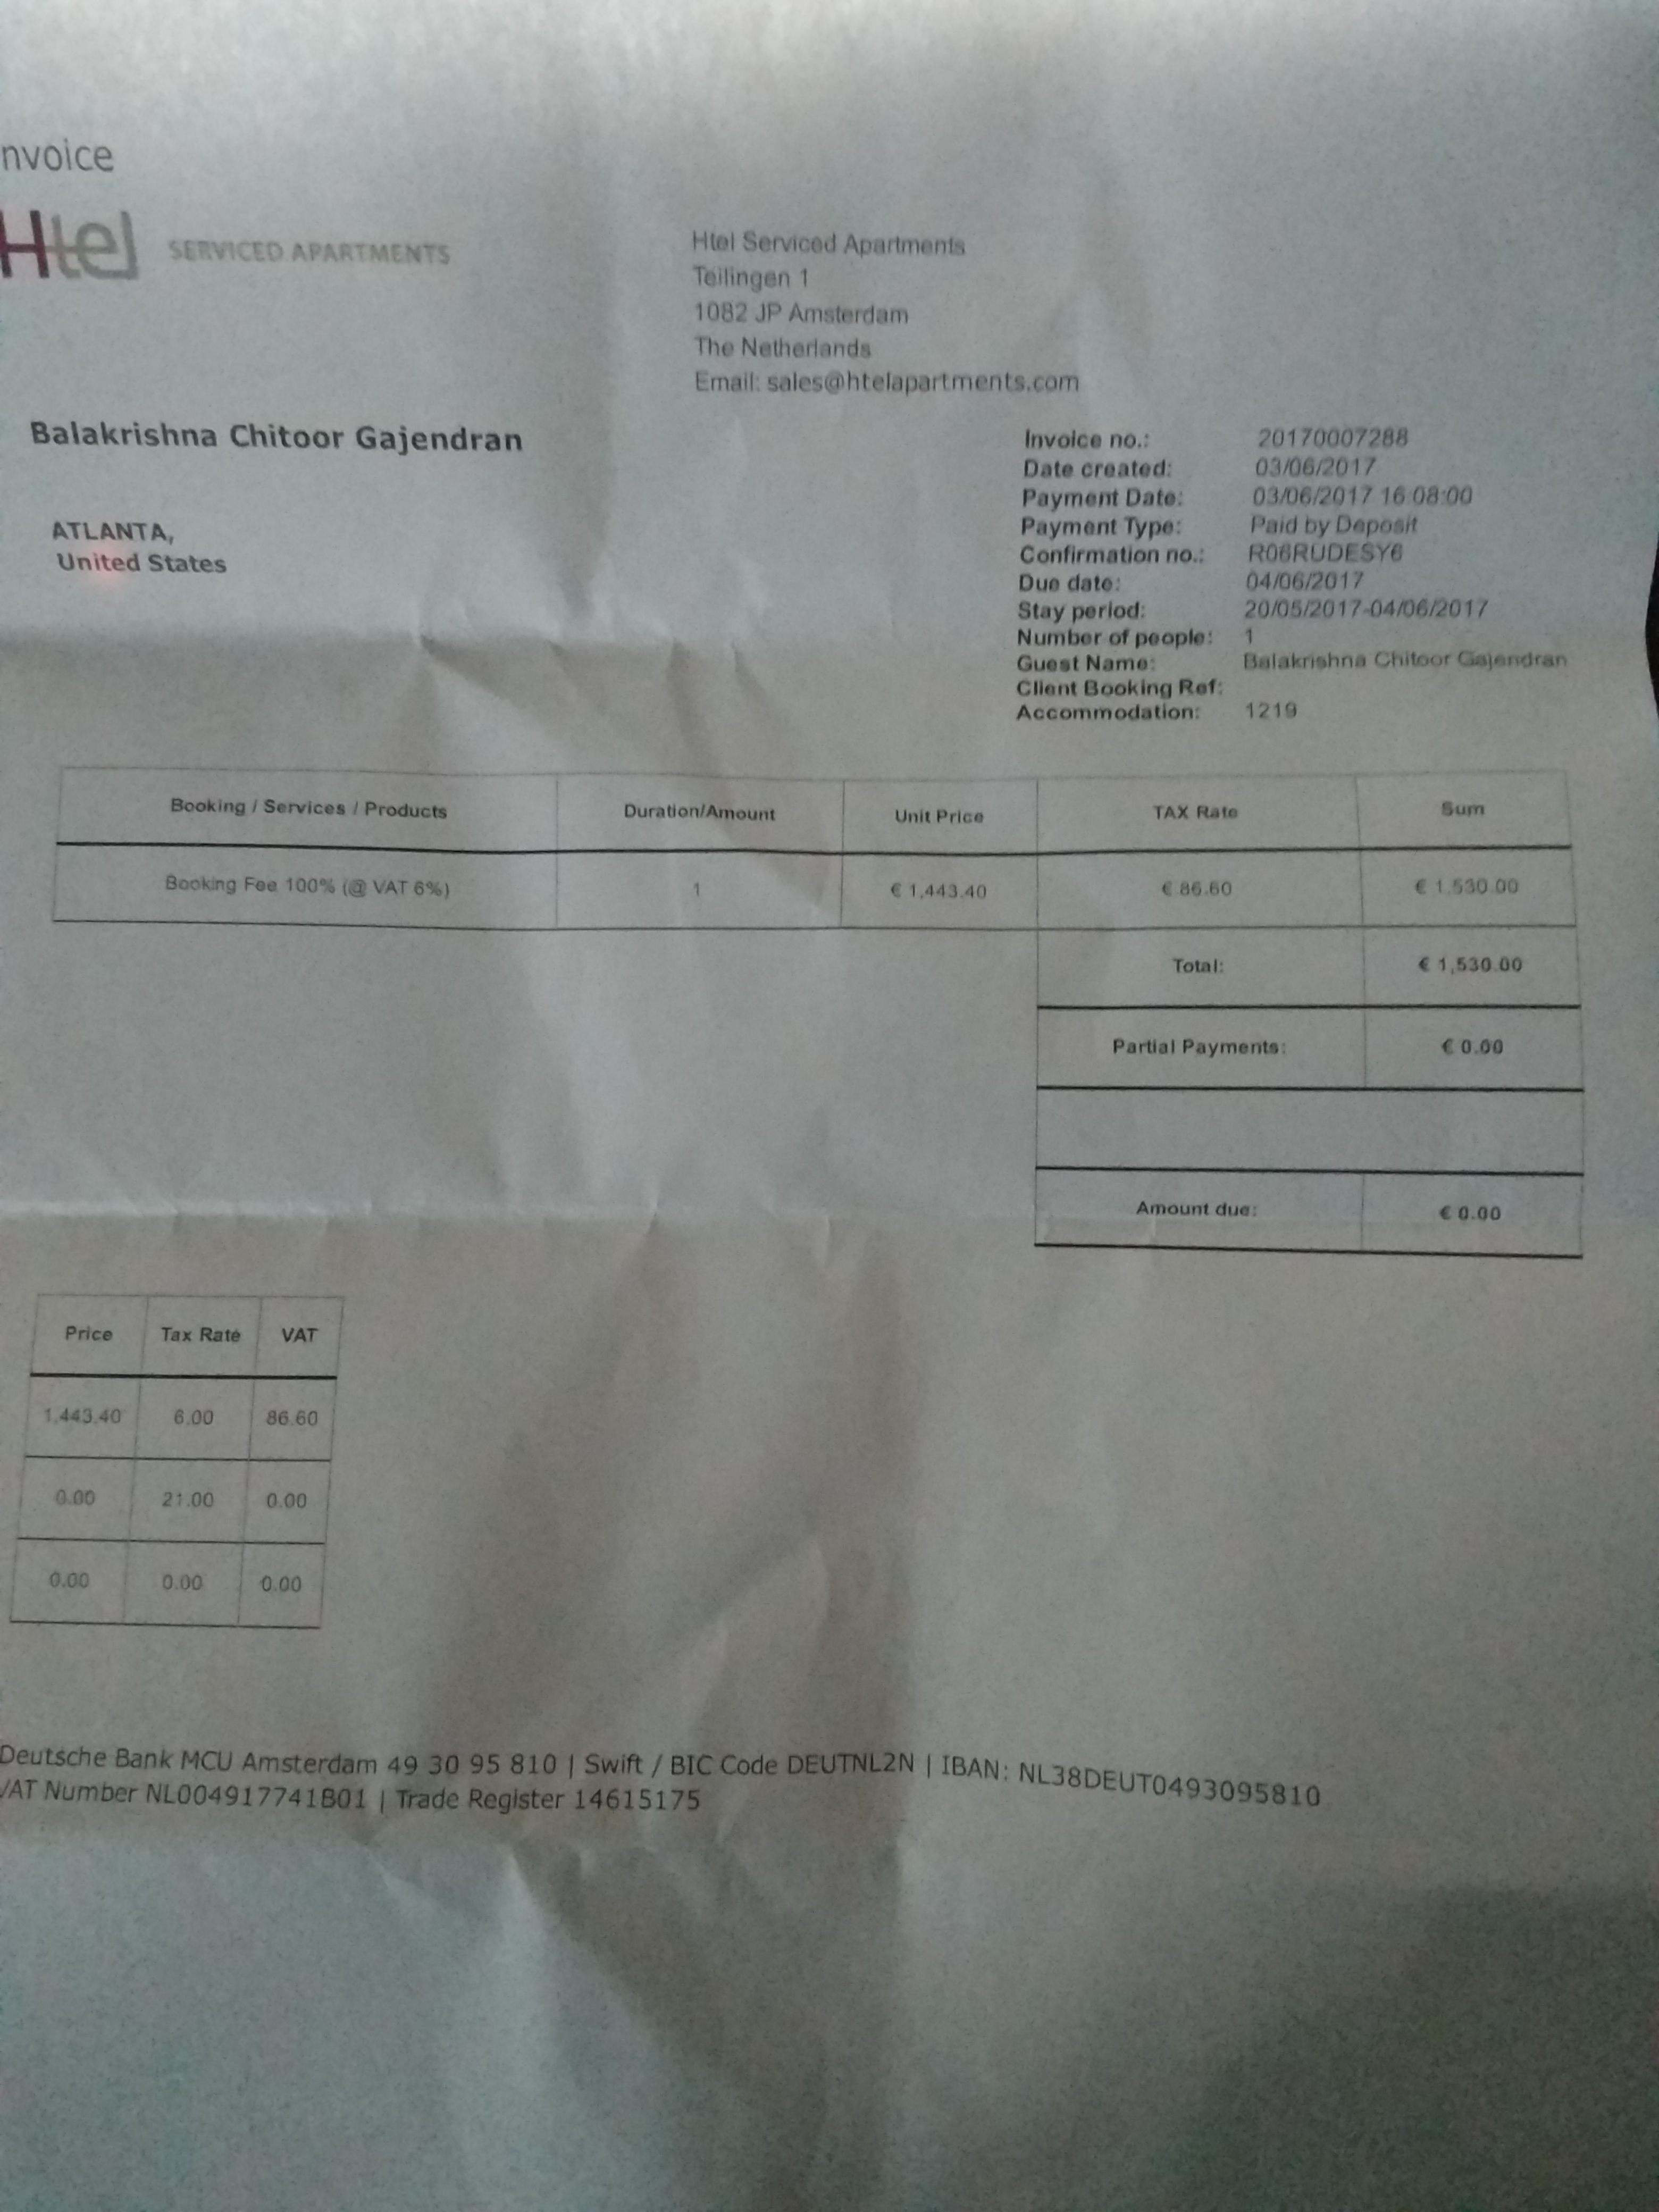 nvoice
Htel SERVICED APARTMENTS
Htel Serviced Apartments
Teilingen 1
1082 JP Amsterdam
The Netherlands
Email: sales@htelapartments.com
Balakrishna Chitoor Gajendran
ATLANTA,
United States
Invoice no.: 20170007288
Date created: 03/06/2017
Payment Date: 03/06/2017 16:08:00
Payment Type: Paid by Deposit
Confirmation no.: R06RUDESY6
Due date: 04/06/2017
Stay period: 20/05/2017-04/06/2017
Number of people: 1
Guest Name: Balakrishna Chitoor Gajendran
Client Booking Ref:
Accommodation: 1219
Booking / Services / Products Duration/Amount Unit Price TAX Rate Sum
Booking Fee 100% (@ VAT 6%) 1 € 1,443.40 € 86.60 € 1,530.00
Total: € 1,530.00
Partial Payments: € 0.00
Amount due: € 0.00
Price Tax Rate VAT
1,443.40 6.00 86.60
0.00 21.00 0.00
0.00 0.00 0.00
Deutsche Bank MCU Amsterdam 49 30 95 810 | Swift / BIC Code DEUTNL2N | IBAN: NL38DEUT0493095810
VAT Number NL004917741B01 | Trade Register 14615175